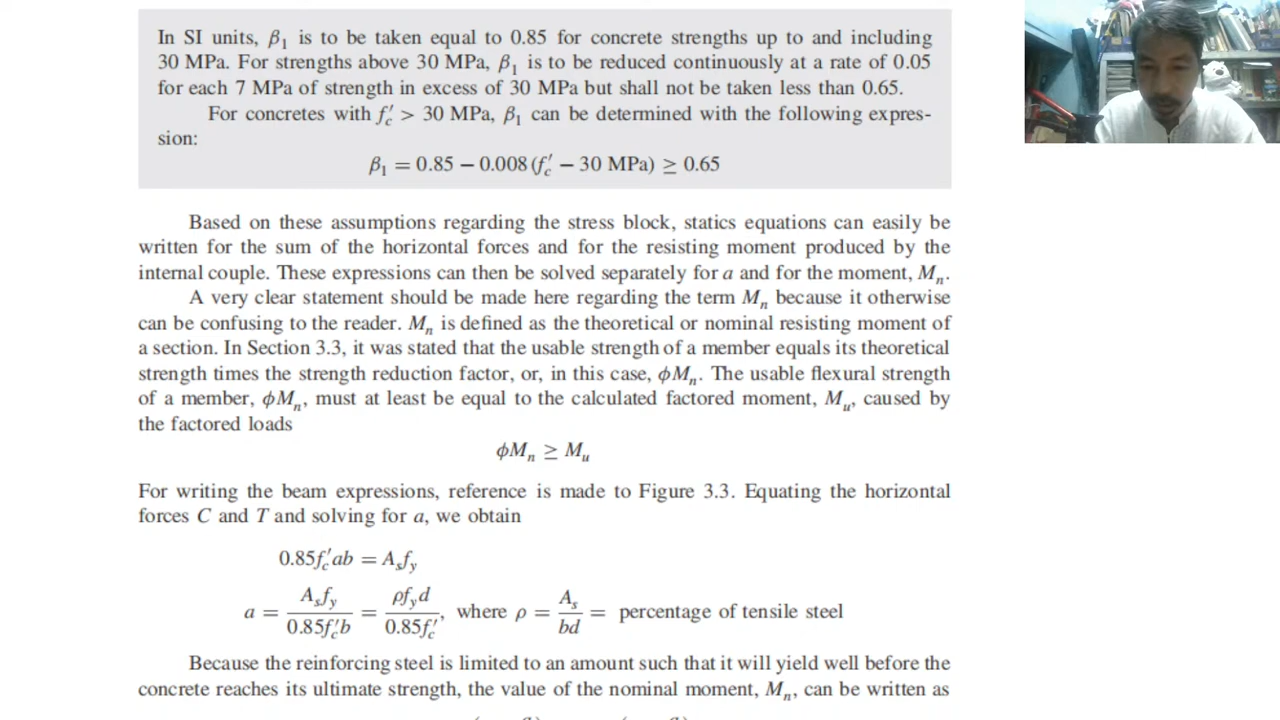 In SI units, β₁ is to be taken equal to 0.85 for concrete strengths up to and including
30 MPa. For strengths above 30 MPa, β₁ is to be reduced continuously at a rate of 0.05
for each 7 MPa of strength in excess of 30 MPa but shall not be taken less than 0.65.
For concretes with f′c > 30 MPa, β₁ can be determined with the following expres-
sion:
β₁ = 0.85 − 0.008 (f′c − 30 MPa) ≥ 0.65
Based on these assumptions regarding the stress block, statics equations can easily be
written for the sum of the horizontal forces and for the resisting moment produced by the
internal couple. These expressions can then be solved separately for a and for the moment, Mn.
A very clear statement should be made here regarding the term Mn because it otherwise
can be confusing to the reader. Mn is defined as the theoretical or nominal resisting moment of
a section. In Section 3.3, it was stated that the usable strength of a member equals its theoretical
strength times the strength reduction factor, or, in this case, ϕMn. The usable flexural strength
of a member, ϕMn, must at least be equal to the calculated factored moment, Mu, caused by
the factored loads
ϕMn ≥ Mu
For writing the beam expressions, reference is made to Figure 3.3. Equating the horizontal
forces C and T and solving for a, we obtain
0.85f′cab = Asfy
a = Asfy / 0.85f′cb = ρfyd / 0.85f′c, where ρ = As / bd = percentage of tensile steel
Because the reinforcing steel is limited to an amount such that it will yield well before the
concrete reaches its ultimate strength, the value of the nominal moment, Mn, can be written as